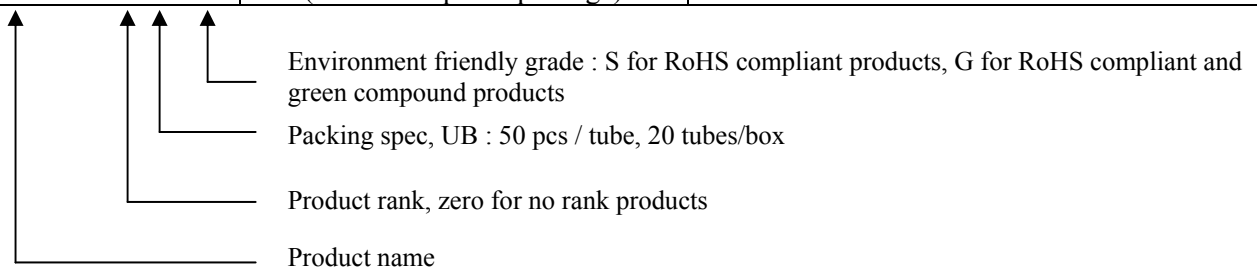 Environment friendly grade : S for RoHS compliant products, G for RoHS compliant and
green compound products
Packing spec, UB : 50 pcs / tube, 20 tubes/box
Product rank, zero for no rank products
Product name